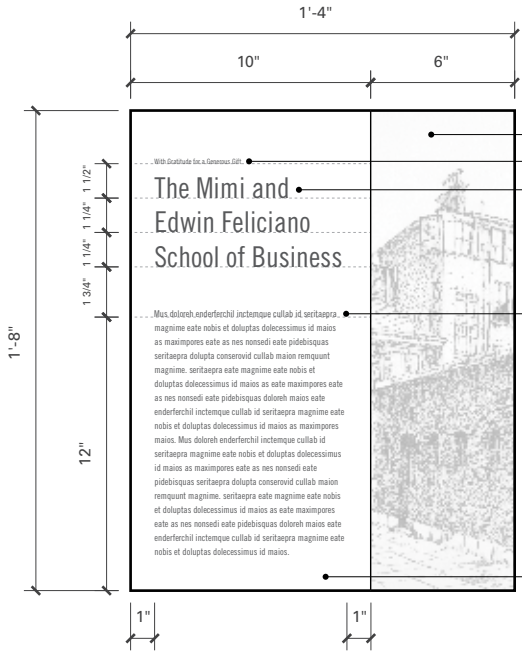 1'-4"
10"
6"
1'-8"
1 1/2"
1 1/4"
1 1/4"
1 3/4"
12"
With Gratitude for a Generous Gift
The Mimi and
Edwin Feliciano
School of Business
Mus doloreh enderferchil inctemque cullab id seritaepra
magnime eate nobis et doluptas dolecessimus id maios
as maximpores eate as nes nonsedi eate pidebisquas
seritaepra dolupta conserovid cullab maion remquunt
magnime. seritaepra eate magnime eate nobis et
doluptas dolecessimus id maios as eate maximpores eate
as nes nonsedi eate pidebisquas doloreh maios eate
enderferchil inctemque cullab id seritaepra magnime eate
nobis et doluptas dolecessimus id maios as maximpores
maios. Mus doloreh enderferchil inctemque cullab id
seritaepra magnime eate nobis et doluptas dolecessimus
id maios as maximpores eate as nes nonsedi eate
pidebisquas seritaepra dolupta conserovid cullab maion
remquunt magnime. seritaepra eate magnime eate nobis
et doluptas dolecessimus id maios as eate maximpores
eate as nes nonsedi eate pidebisquas doloreh maios eate
enderferchil inctemque cullab id seritaepra magnime eate
nobis et doluptas dolecessimus id maios.
1"
1"